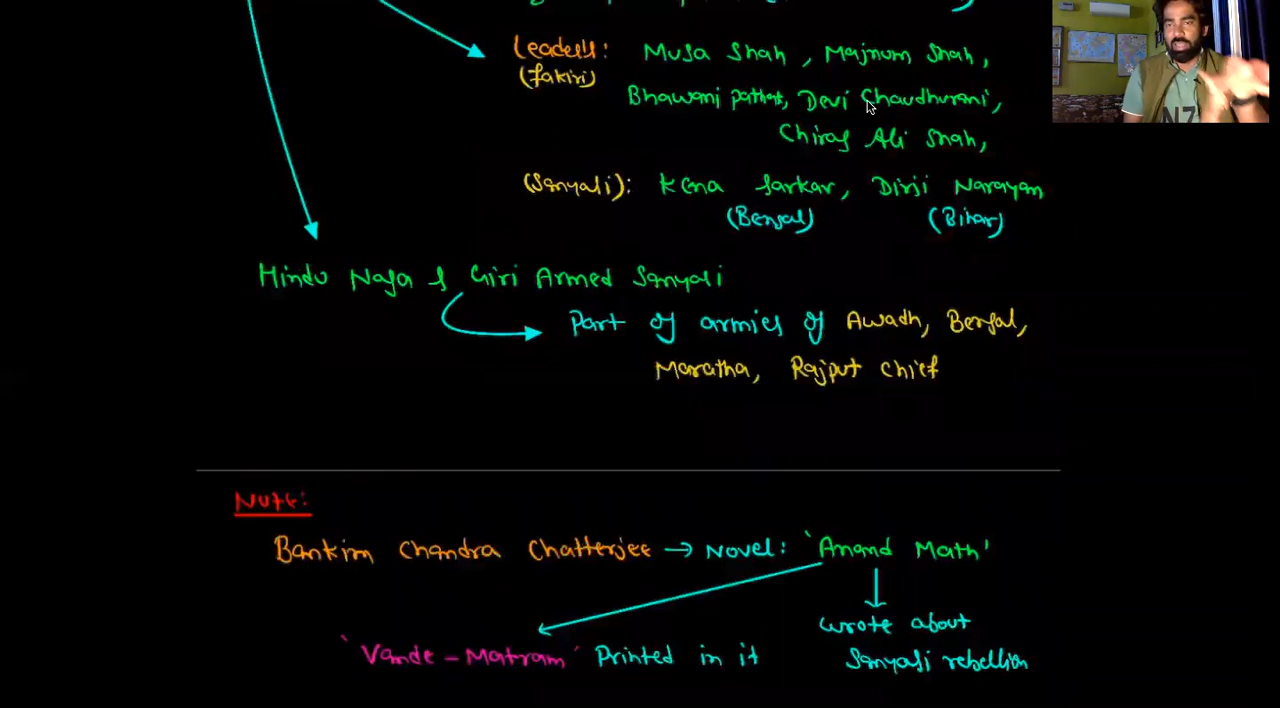 Leaders: Musa Shah, Majnum Shah,
(fakiri)
Bhawani pathak, Devi Chaudhurani,
Chirag Ali Shah,
(Sanyasi): Kena Sarkar, Dirji Narayan
(Bengal) (Bihar)
Hindu Naga & Giri Armed Sanyasi
Part of armies of Awadh, Bengal,
Maratha, Rajput chief
Note:
Bankim Chandra Chatterjee → Novel: 'Anand Math'
wrote about
'Vande-Matram' Printed in it
Sanyasi rebellion
NZ